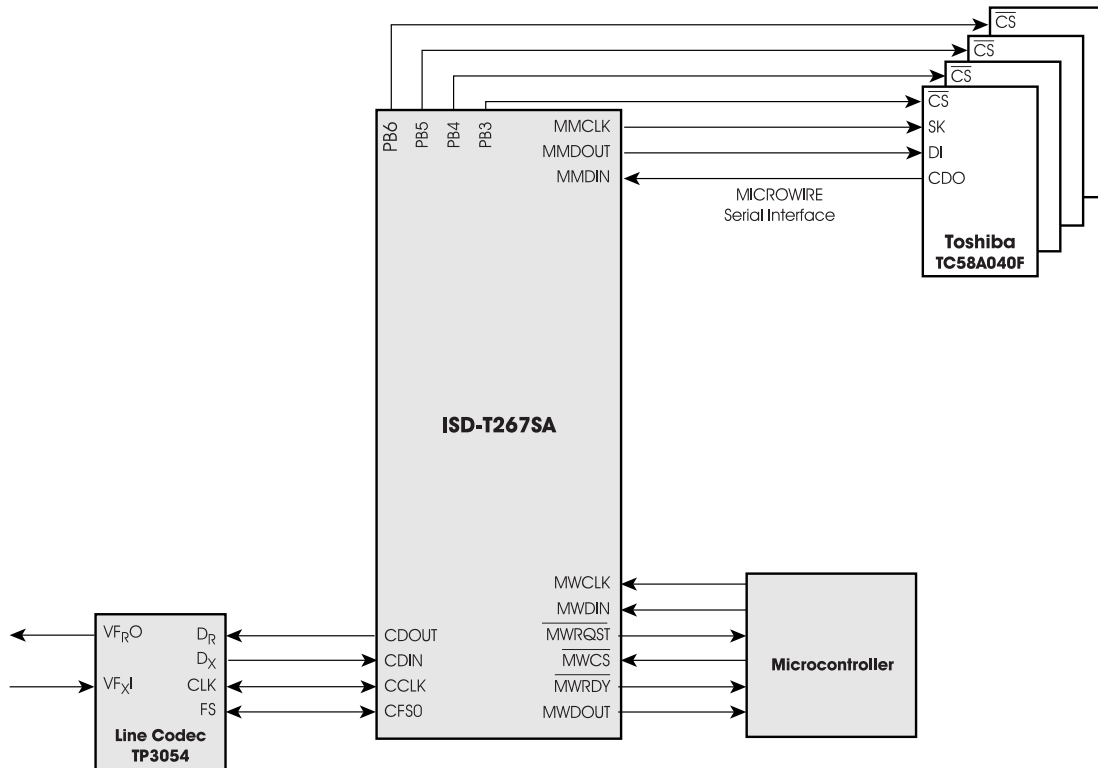 CS
CS
CS
CS
SK
DI
CDO
Toshiba
TC58A040F
PB6
PB5
PB4
PB3
MMCLK
MMDOUT
MMDIN
MICROWIRE
Serial Interface
ISD-T267SA
MWCLK
MWDIN
MWRQST
MWCS
MWRDY
MWDOUT
Microcontroller
CDOUT
CDIN
CCLK
CFS0
VFRO
VFXI
DR
DX
CLK
FS
Line Codec
TP3054